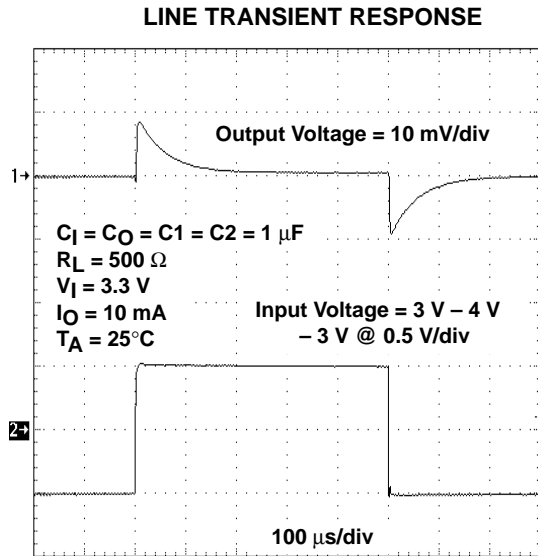 LINE TRANSIENT RESPONSE
Output Voltage = 10 mV/div
1→
CI = CO = C1 = C2 = 1 μF
RL = 500 Ω
VI = 3.3 V
IO = 10 mA
TA = 25°C
Input Voltage = 3 V – 4 V
– 3 V @ 0.5 V/div
2→
100 μs/div